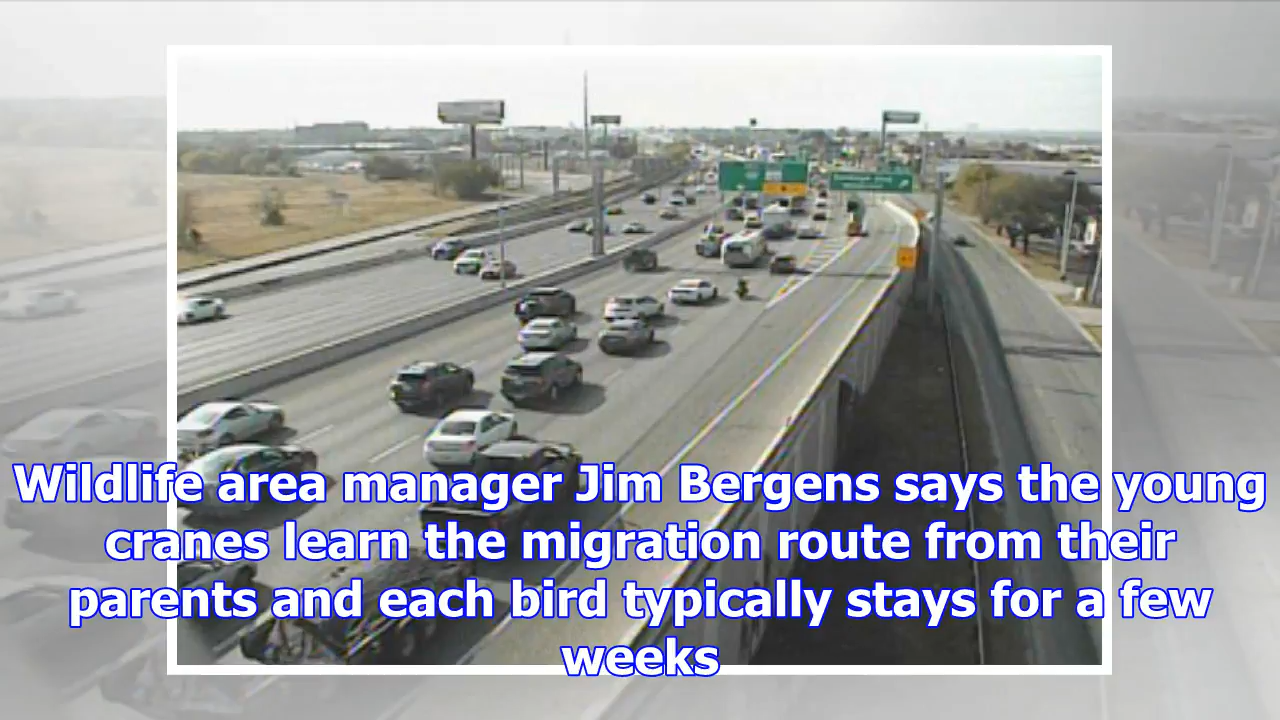 Wildlife area manager Jim Bergens says the young
cranes learn the migration route from their
parents and each bird typically stays for a few
weeks